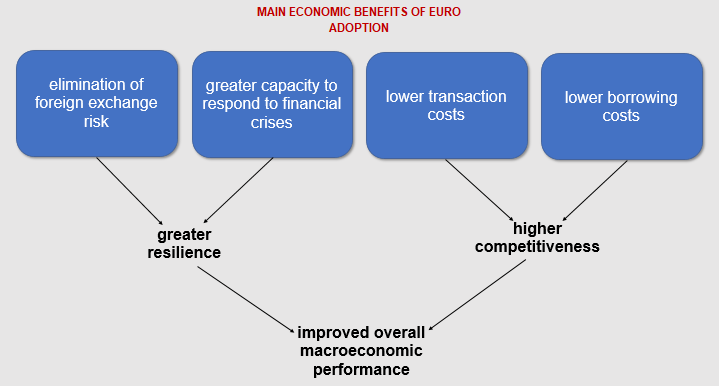 MAIN ECONOMIC BENEFITS OF EURO
ADOPTION
elimination of
foreign exchange
risk
greater capacity to
respond to financial
crises
lower transaction
costs
lower borrowing
costs
greater
resilience
higher
competitiveness
improved overall
macroeconomic
performance